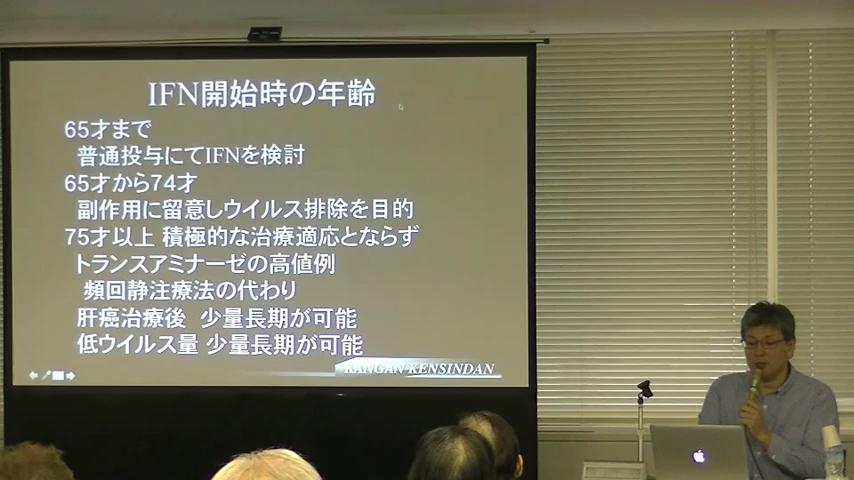 IFN開始時の年齢
65才まで
普通投与にてIFNを検討
65才から74才
副作用に留意しウイルス排除を目的
75才以上 積極的な治療適応とならず
トランスアミナーゼの高値例
頻回静注療法の代わり
肝癌治療後 少量長期が可能
低ウイルス量 少量長期が可能
KANGAN KENSINDAN